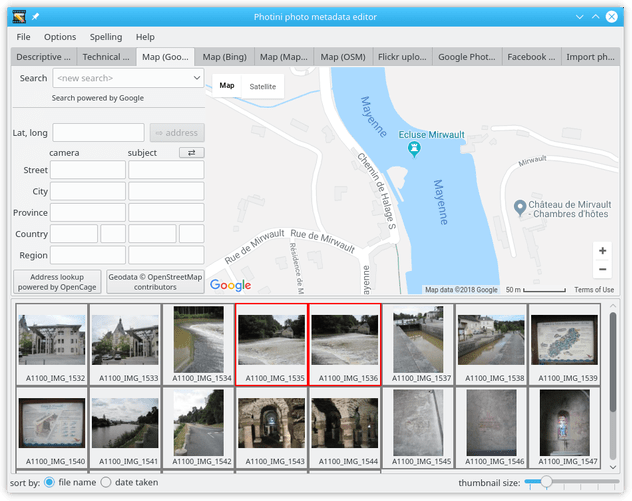 Photini photo metadata editor
File Options Spelling Help
Descriptive ... Technical ... Map (Goo... Map (Bing) Map (Map... Map (OSM) Flickr uplo... Google Phot... Facebook ... Import ph...
Search <new search>
Search powered by Google
Lat, long ⇨ address
camera subject ⇄
Street
City
Province
Country
Region
Address lookup
powered by OpenCage
Geodata © OpenStreetMap
contributors
Map Satellite
Mayenne
Ecluse Mirwault
Chemin de Halage S
Mayenne
Mirwault
Château de Mirvault
- Chambres d'hôtes
Rue de Mirwault Rue de Mirwault
Résidence de M
ayenne
+
−
Google
Map data ©2018 Google 50 m Terms of Use
A1100_IMG_1532 A1100_IMG_1533 A1100_IMG_1534 A1100_IMG_1535 A1100_IMG_1536 A1100_IMG_1537 A1100_IMG_1538 A1100_IMG_1539
A1100_IMG_1540 A1100_IMG_1541 A1100_IMG_1542 A1100_IMG_1543 A1100_IMG_1544 A1100_IMG_1545 A1100_IMG_1546 A1100_IMG_1547
sort by: file name date taken thumbnail size: